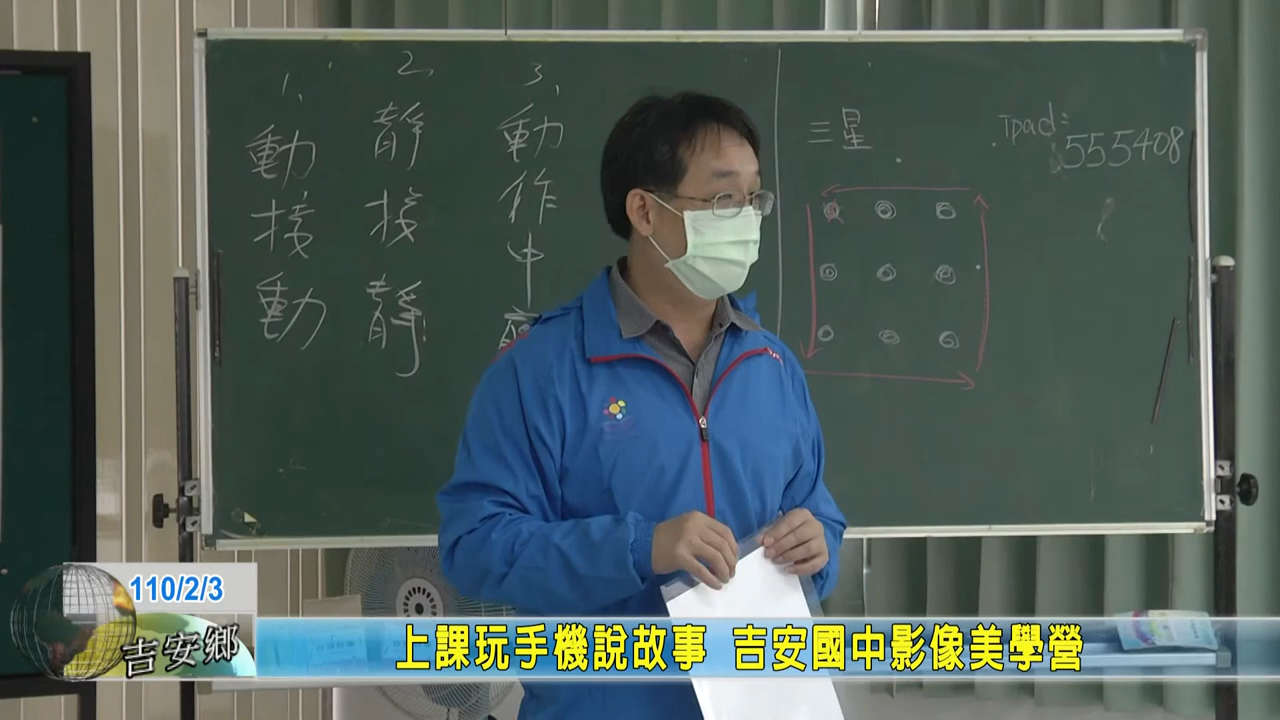 1、
動接動
2、
靜接靜
3、
動作中
三星
Ipad:
555408
110/2/3
吉安鄉
上課玩手機說故事 吉安國中影像美學營